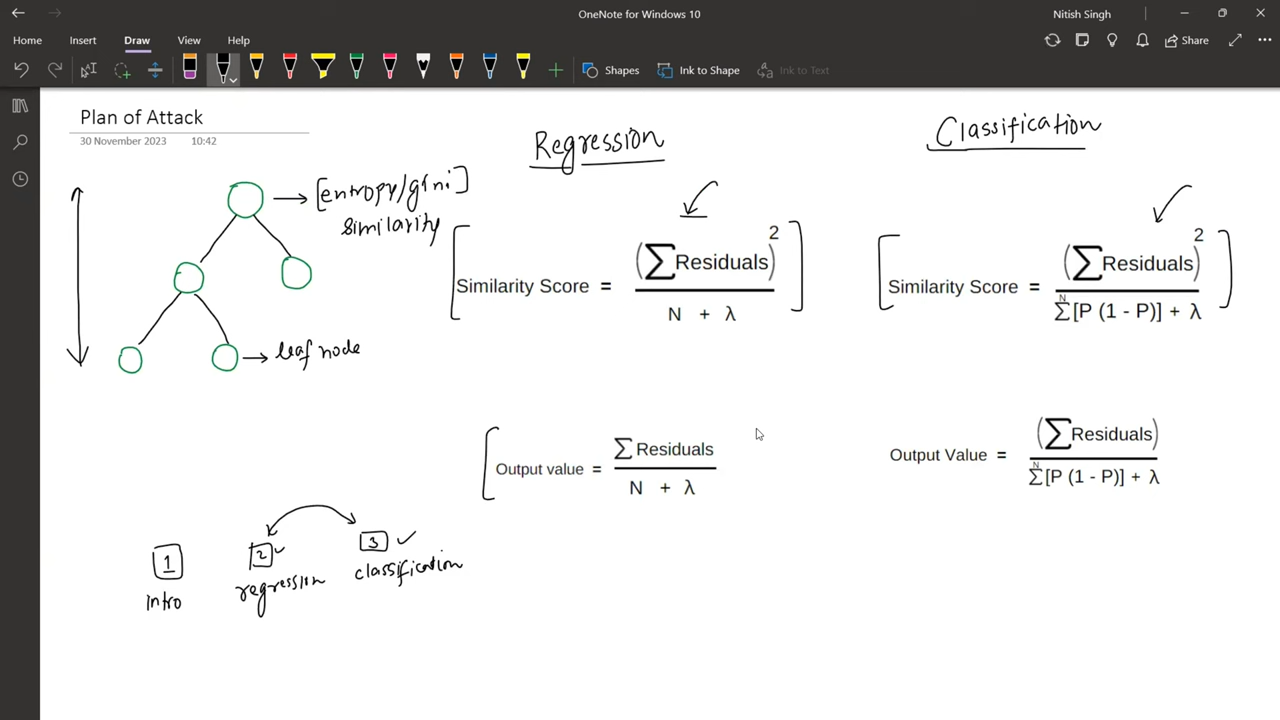 OneNote for Windows 10
Nitish Singh
Home Insert Draw View Help
Share
Shapes
Ink to Shape
Ink to Text
Plan of Attack
30 November 2023 10:42
Regression
Classification
[entropy/gini]
similarity
leaf node
Similarity Score = (∑Residuals)²
N + λ
Similarity Score = (∑Residuals)²
N
∑[P (1 - P)] + λ
Output value = ∑ Residuals
N + λ
Output Value = (∑Residuals)
N
∑[P (1 - P)] + λ
1
intro
2
regression
3
classification